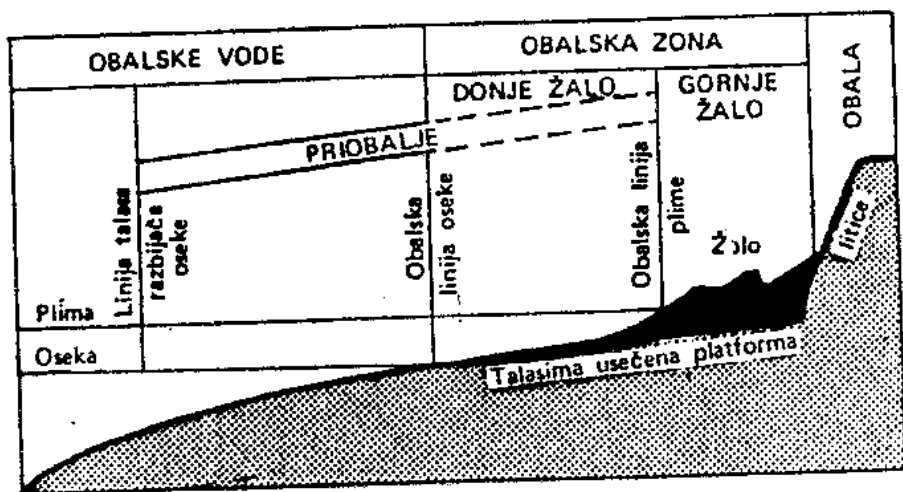 OBALSKE VODE
OBALSKA ZONA
OBALA
DONJE ŽALO
GORNJE
ŽALO
PRIOBALJE
Linija talasa
razbijača
oseke
Obalska
linija oseke
Obalska linija
plime
Žalo
litice
Plima
Oseka
Talasima usečena platforma